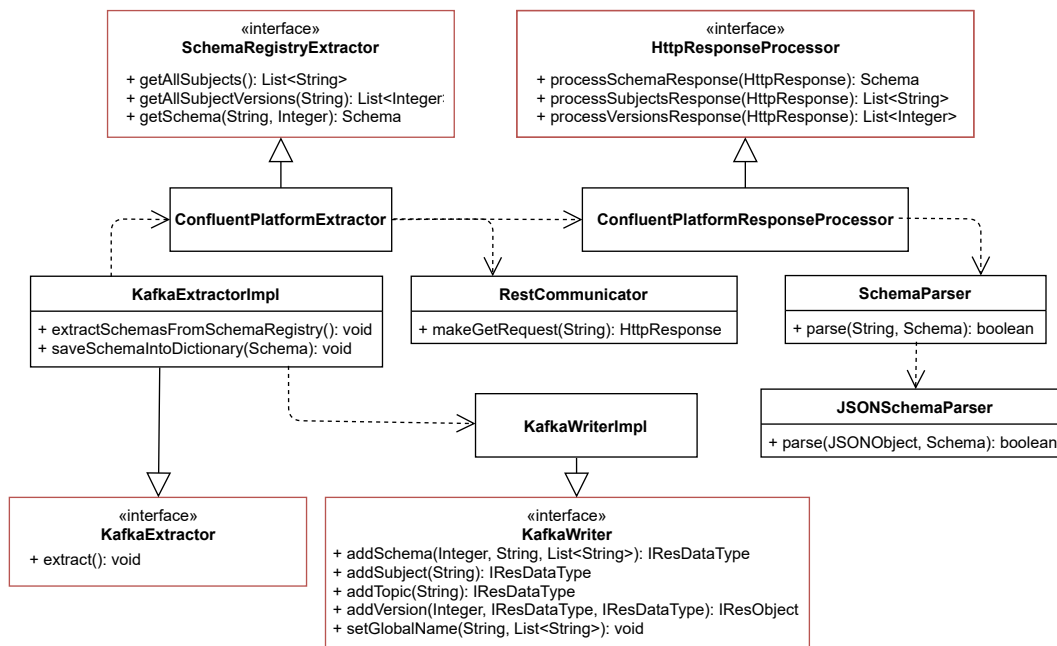 «interface»
SchemaRegistryExtractor
+ getAllSubjects(): List<String>
+ getAllSubjectVersions(String): List<Integer>
+ getSchema(String, Integer): Schema
«interface»
HttpResponseProcessor
+ processSchemaResponse(HttpResponse): Schema
+ processSubjectsResponse(HttpResponse): List<String>
+ processVersionsResponse(HttpResponse): List<Integer>
ConfluentPlatformExtractor
ConfluentPlatformResponseProcessor
KafkaExtractorImpl
+ extractSchemasFromSchemaRegistry(): void
+ saveSchemaIntoDictionary(Schema): void
RestCommunicator
+ makeGetRequest(String): HttpResponse
SchemaParser
+ parse(String, Schema): boolean
JSONSchemaParser
+ parse(JSONObject, Schema): boolean
KafkaWriterImpl
«interface»
KafkaExtractor
+ extract(): void
«interface»
KafkaWriter
+ addSchema(Integer, String, List<String>): IResDataType
+ addSubject(String): IResDataType
+ addTopic(String): IResDataType
+ addVersion(Integer, IResDataType, IResDataType): IResObject
+ setGlobalName(String, List<String>): void